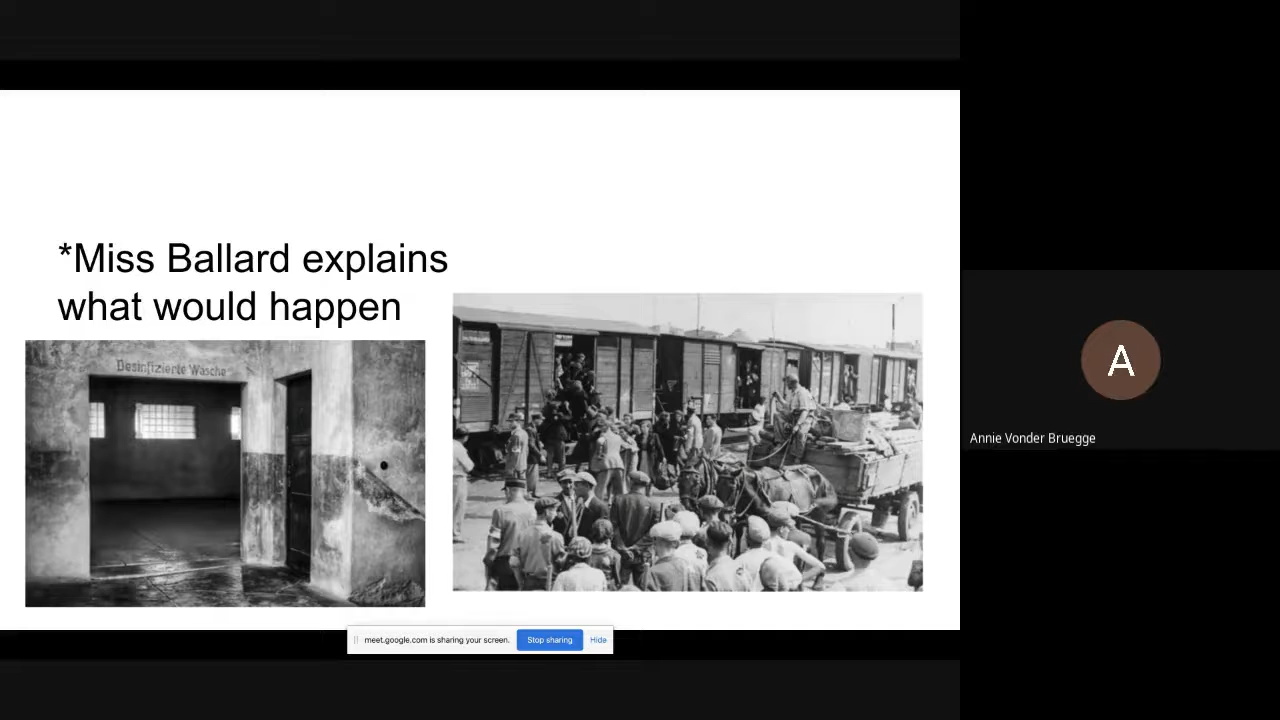 *Miss Ballard explains
what would happen
Desinfizierte Wasche
meet.google.com is sharing your screen.
Stop sharing
Hide
A
Annie Vonder Bruegge